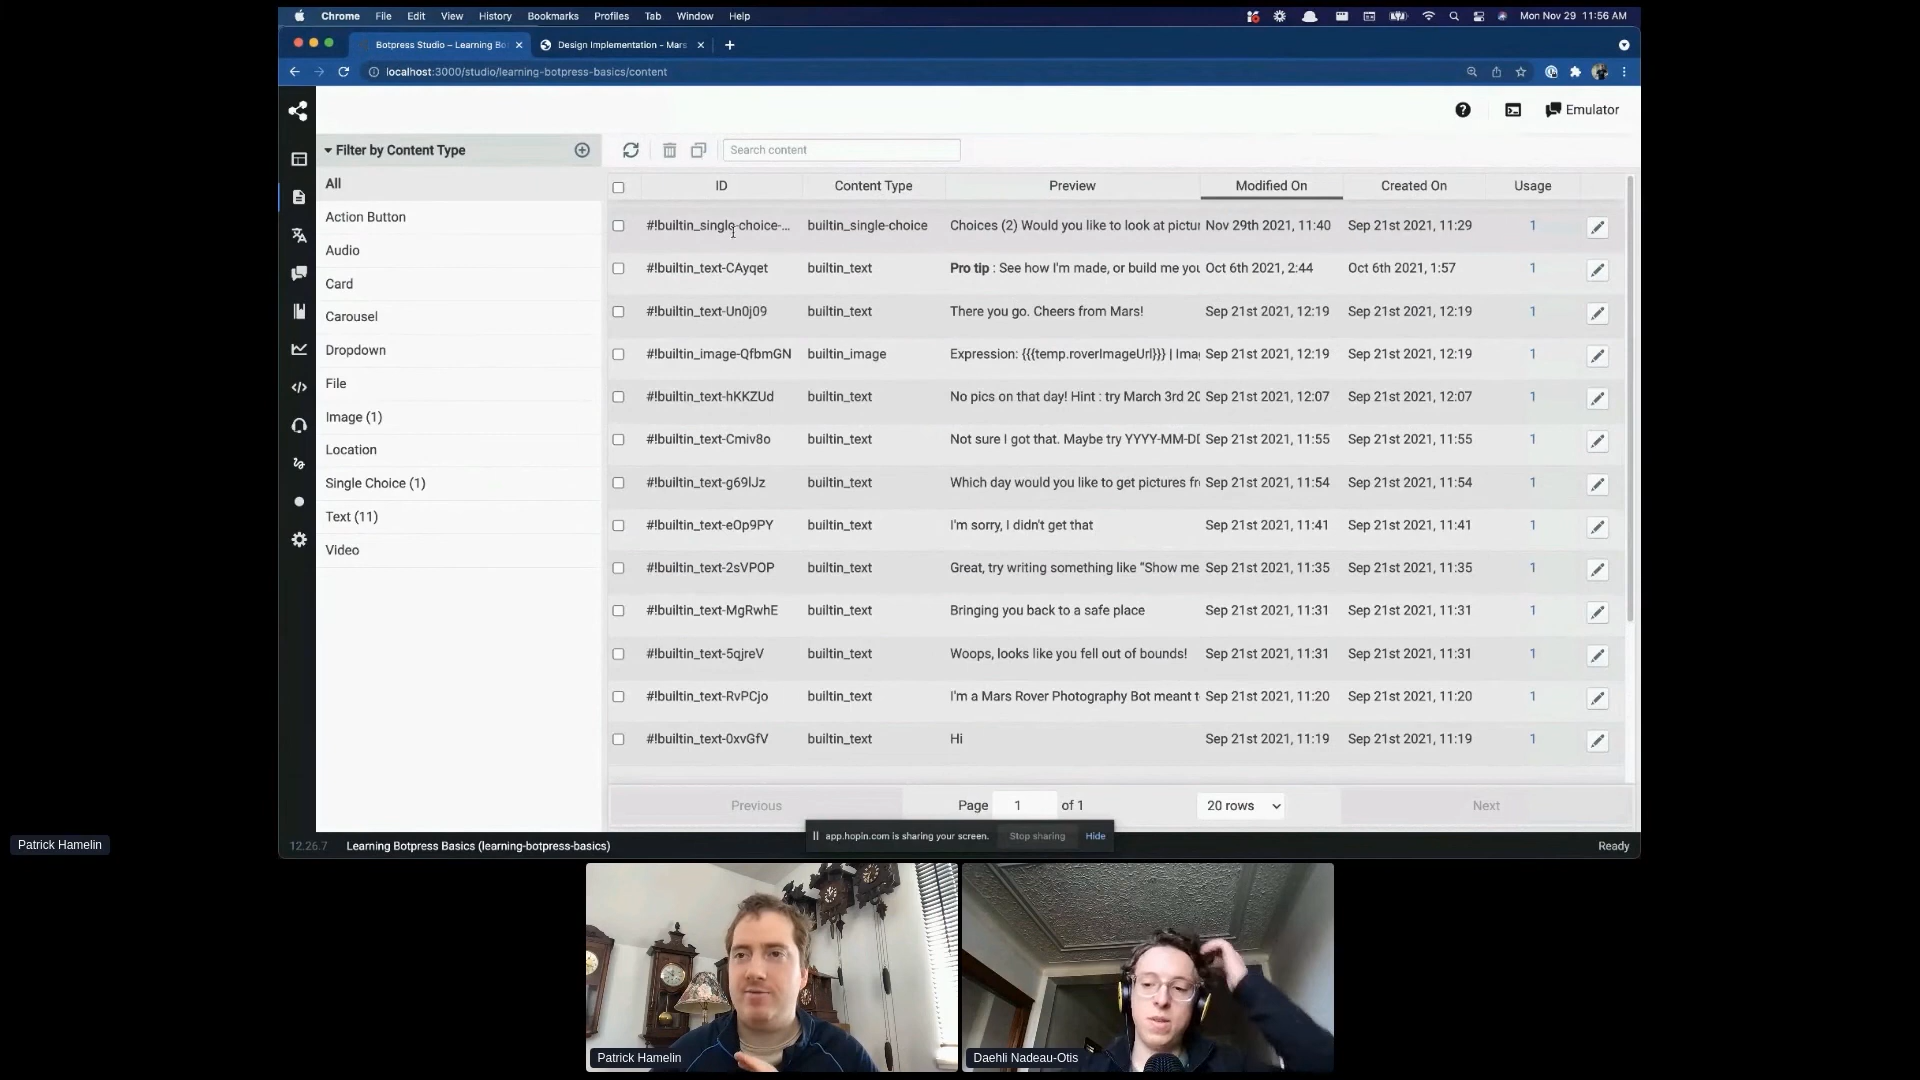 Chrome File Edit View History Bookmarks Profiles Tab Window Help Mon Nov 29 11:56 AM
Botpress Studio – Learning Bo Design Implementation - Mars
localhost:3000/studio/learning-botpress-basics/content
Emulator
Filter by Content Type
Search content
All
Action Button
Audio
Card
Carousel
Dropdown
File
Image (1)
Location
Single Choice (1)
Text (11)
Video
ID Content Type Preview Modified On Created On Usage
#!builtin_single-choice-... builtin_single-choice Choices (2) Would you like to look at pictur Nov 29th 2021, 11:40 Sep 21st 2021, 11:29 1
#!builtin_text-CAyqet builtin_text Pro tip : See how I'm made, or build me you Oct 6th 2021, 2:44 Oct 6th 2021, 1:57 1
#!builtin_text-Un0j09 builtin_text There you go. Cheers from Mars! Sep 21st 2021, 12:19 Sep 21st 2021, 12:19 1
#!builtin_image-QfbmGN builtin_image Expression: {{{temp.roverImageUrl}}} | Imag Sep 21st 2021, 12:19 Sep 21st 2021, 12:19 1
#!builtin_text-hKKZUd builtin_text No pics on that day! Hint : try March 3rd 20 Sep 21st 2021, 12:07 Sep 21st 2021, 12:07 1
#!builtin_text-Cmiv8o builtin_text Not sure I got that. Maybe try YYYY-MM-DD Sep 21st 2021, 11:55 Sep 21st 2021, 11:55 1
#!builtin_text-g69lJz builtin_text Which day would you like to get pictures fr Sep 21st 2021, 11:54 Sep 21st 2021, 11:54 1
#!builtin_text-eOp9PY builtin_text I'm sorry, I didn't get that Sep 21st 2021, 11:41 Sep 21st 2021, 11:41 1
#!builtin_text-2sVPOP builtin_text Great, try writing something like “Show me Sep 21st 2021, 11:35 Sep 21st 2021, 11:35 1
#!builtin_text-MgRwhE builtin_text Bringing you back to a safe place Sep 21st 2021, 11:31 Sep 21st 2021, 11:31 1
#!builtin_text-5qjreV builtin_text Woops, looks like you fell out of bounds! Sep 21st 2021, 11:31 Sep 21st 2021, 11:31 1
#!builtin_text-RvPCjo builtin_text I'm a Mars Rover Photography Bot meant t Sep 21st 2021, 11:20 Sep 21st 2021, 11:20 1
#!builtin_text-0xvGfV builtin_text Hi Sep 21st 2021, 11:19 Sep 21st 2021, 11:19 1
Previous Page 1 of 1 20 rows Next
app.hopin.com is sharing your screen. Stop sharing Hide
12.26.7 Learning Botpress Basics (learning-botpress-basics) Ready
Patrick Hamelin
Patrick Hamelin
Daehli Nadeau-Otis